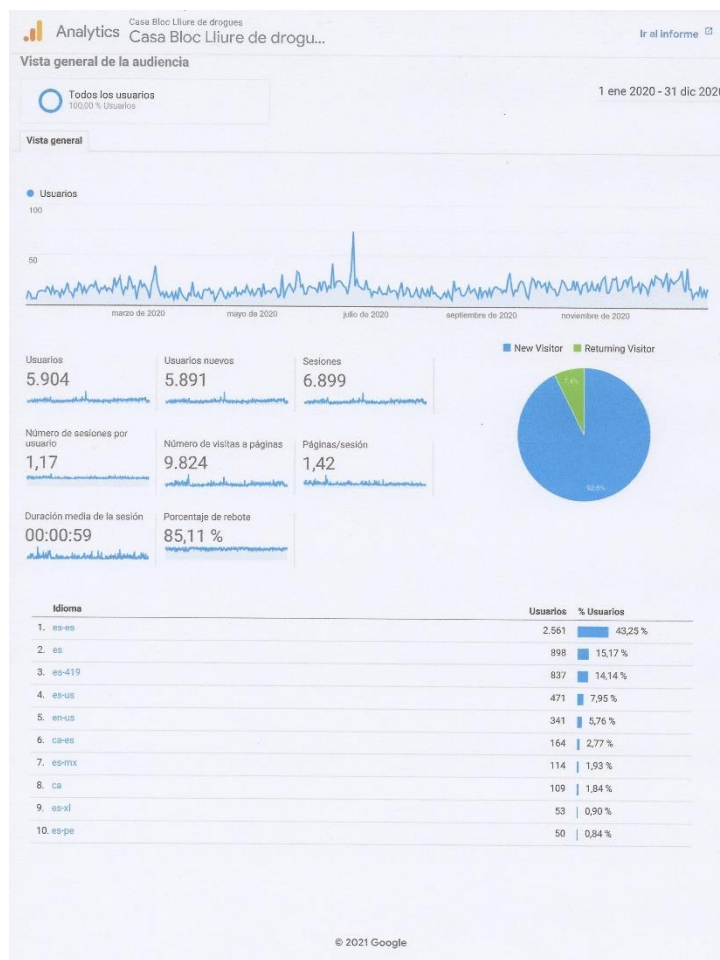 Casa Bloc Lliure de drogues
Analytics Casa Bloc Lliure de drogu...
Ir al informe
Vista general de la audiencia
Todos los usuarios
100,00 % Usuarios
1 ene 2020 - 31 dic 2020
Vista general
Usuarios
100
50
marzo de 2020 mayo de 2020 julio de 2020 septiembre de 2020 noviembre de 2020
New Visitor Returning Visitor
Usuarios Usuarios nuevos Sesiones
5.904 5.891 6.899
7,4%
Número de sesiones por usuario Número de visitas a páginas Páginas/sesión
1,17 9.824 1,42
92,6%
Duración media de la sesión Porcentaje de rebote
00:00:59 85,11 %
Idioma Usuarios % Usuarios
1. es-es 2.561 43,25 %
2. es 898 15,17 %
3. es-419 837 14,14 %
4. es-us 471 7,95 %
5. en-us 341 5,76 %
6. ca-es 164 2,77 %
7. es-mx 114 1,93 %
8. ca 109 1,84 %
9. es-xl 53 0,90 %
10. es-pe 50 0,84 %
© 2021 Google